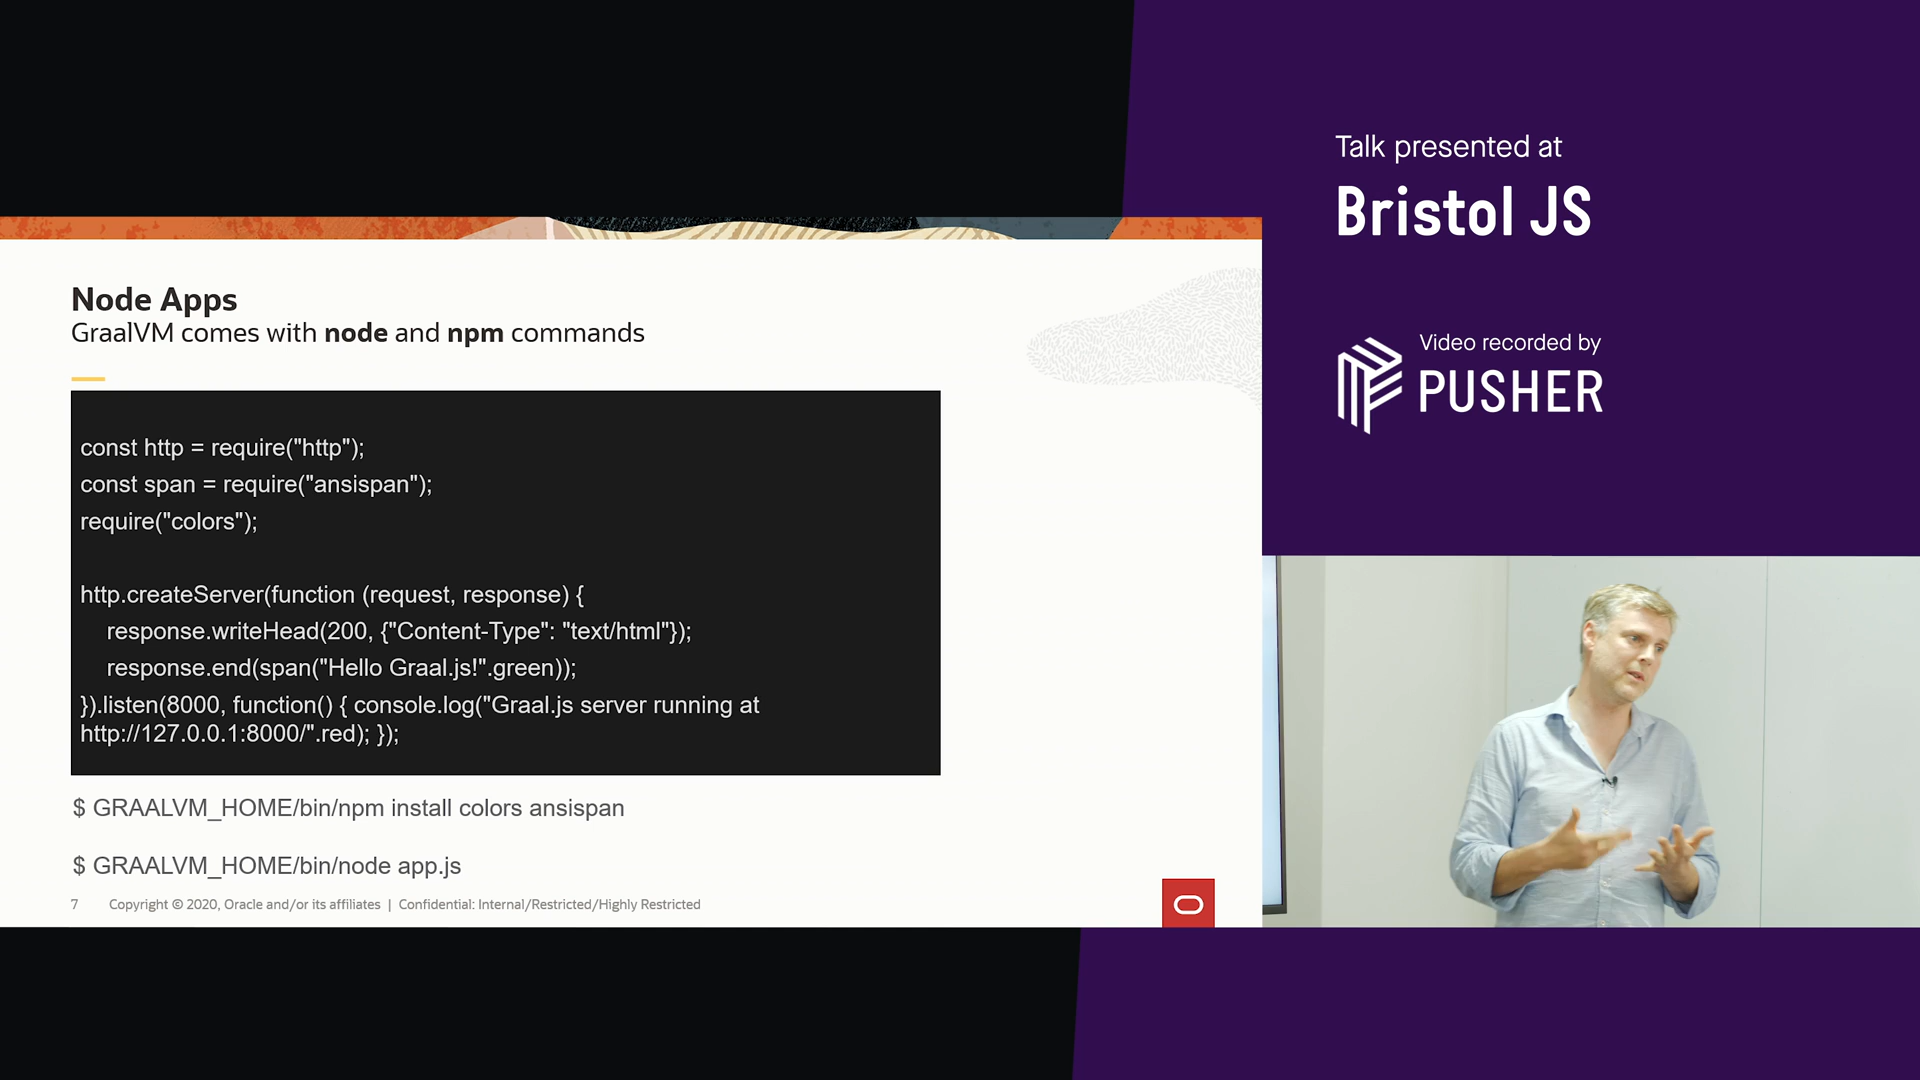 Talk presented at
Bristol JS
Video recorded by
PUSHER
Node Apps
GraalVM comes with node and npm commands
const http = require("http");
const span = require("ansispan");
require("colors");
http.createServer(function (request, response) {
response.writeHead(200, {"Content-Type": "text/html"});
response.end(span("Hello Graal.js!".green));
}).listen(8000, function() { console.log("Graal.js server running at
http://127.0.0.1:8000/".red); });
$ GRAALVM_HOME/bin/npm install colors ansispan
$ GRAALVM_HOME/bin/node app.js
7 Copyright © 2020, Oracle and/or its affiliates | Confidential: Internal/Restricted/Highly Restricted